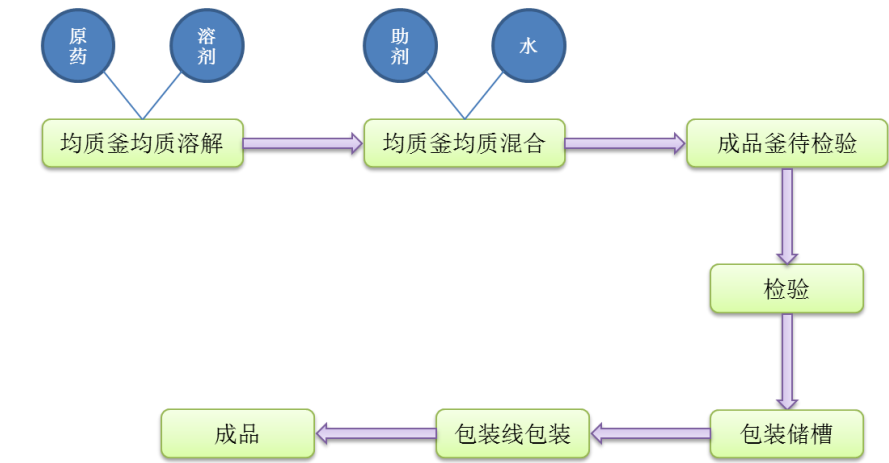 原
药
溶
剂
助
剂
水
均质釜均质溶解
均质釜均质混合
成品釜待检验
检验
包装储槽
包装线包装
成品